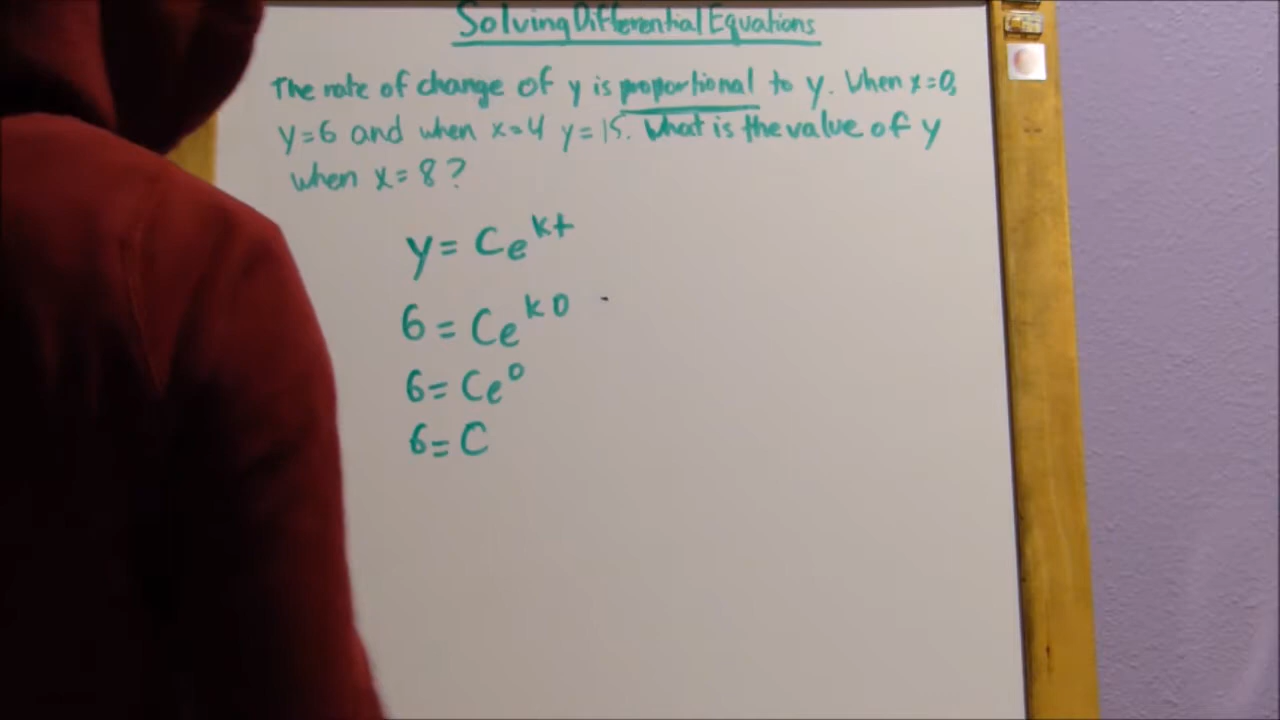 Solving Differential Equations
The rate of change of y is proportional to y. When x=0,
y=6 and when x=4 y=15. What is the value of y
when x=8?
y=Ce^kt
6=Ce^k0
6=Ce^0
6=C